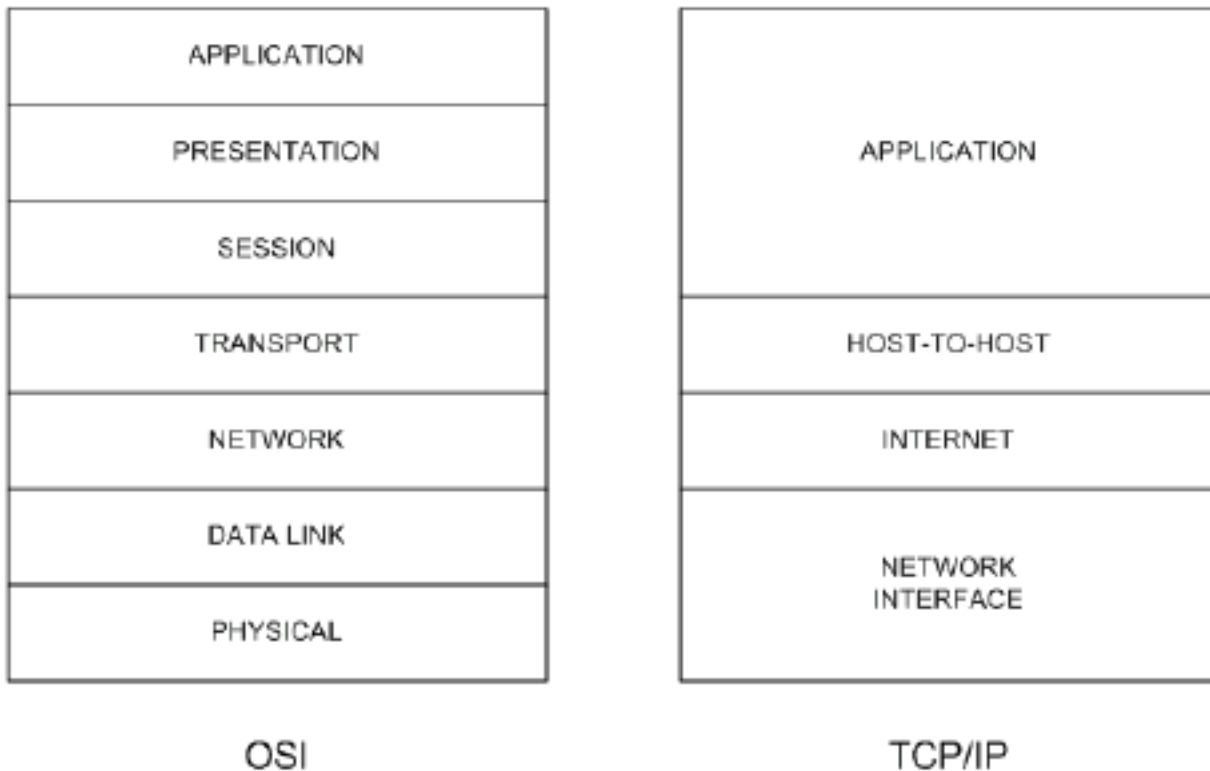 APPLICATION
PRESENTATION
SESSION
TRANSPORT
NETWORK
DATA LINK
PHYSICAL
OSI
APPLICATION
HOST-TO-HOST
INTERNET
NETWORK
INTERFACE
TCP/IP